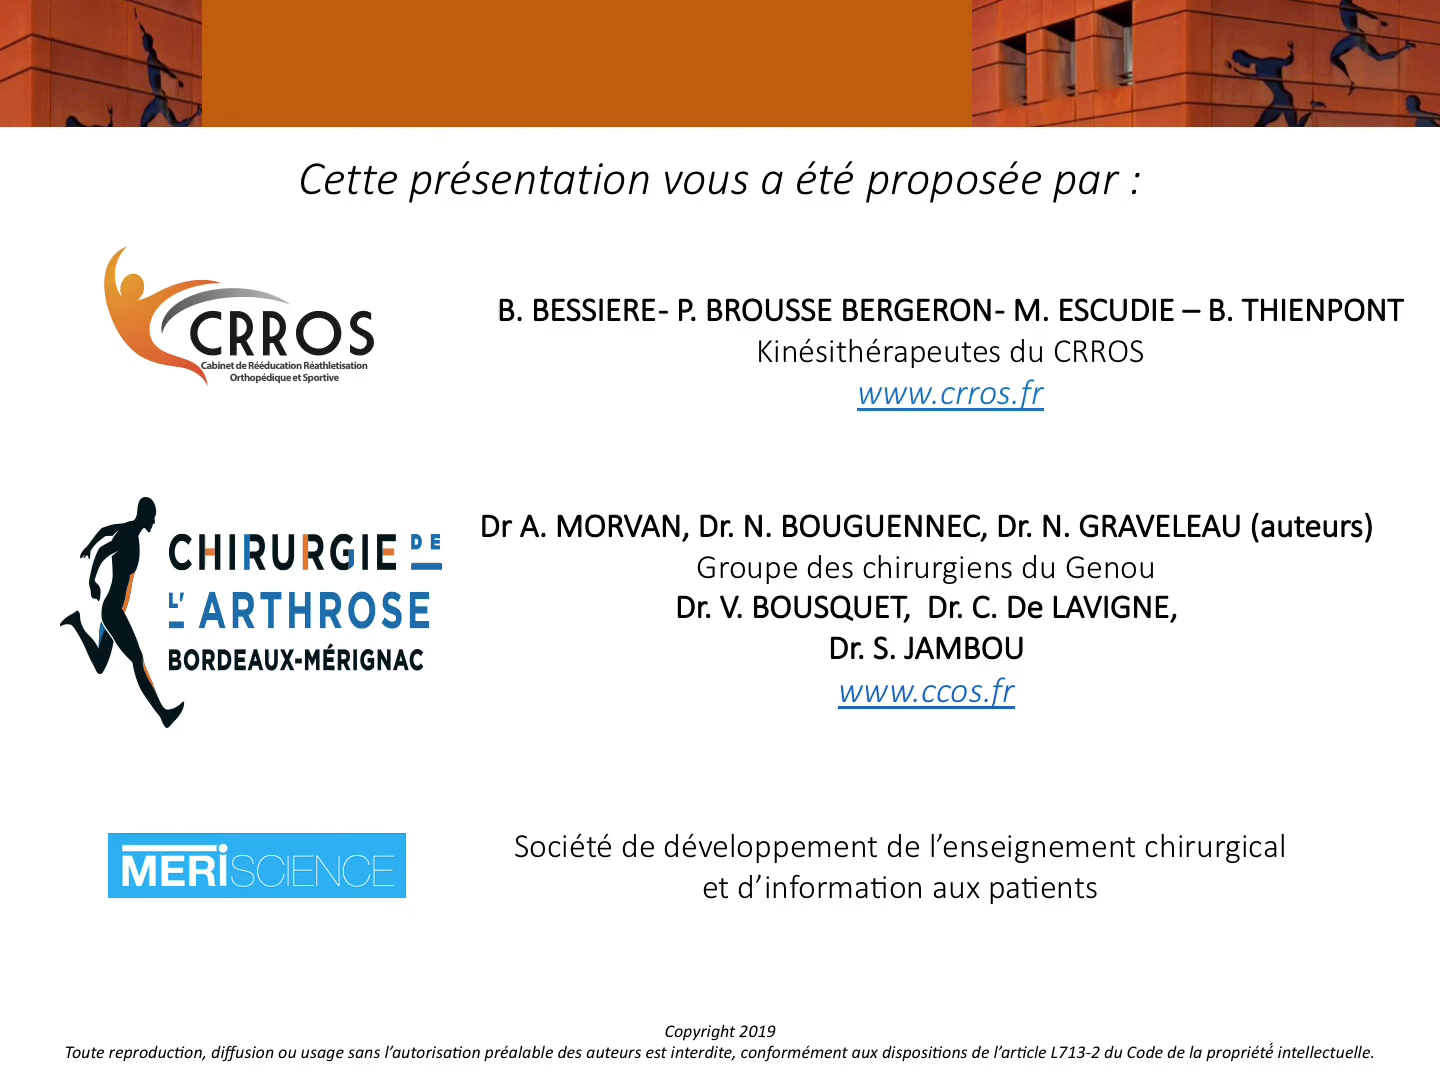 Cette présentation vous a été proposée par :
CRROS
Cabinet de Rééducation Réathletisation
Orthopédique et Sportive
B. BESSIERE- P. BROUSSE BERGERON- M. ESCUDIE – B. THIENPONT
Kinésithérapeutes du CRROS
www.crros.fr
CHIRURGIE DE
L' ARTHROSE
BORDEAUX-MÉRIGNAC
Dr A. MORVAN, Dr. N. BOUGUENNEC, Dr. N. GRAVELEAU (auteurs)
Groupe des chirurgiens du Genou
Dr. V. BOUSQUET, Dr. C. De LAVIGNE,
Dr. S. JAMBOU
www.ccos.fr
MERiSCIENCE
Société de développement de l’enseignement chirurgical
et d’information aux patients
Copyright 2019
Toute reproduction, diffusion ou usage sans l’autorisation préalable des auteurs est interdite, conformément aux dispositions de l’article L713-2 du Code de la propriété intellectuelle.